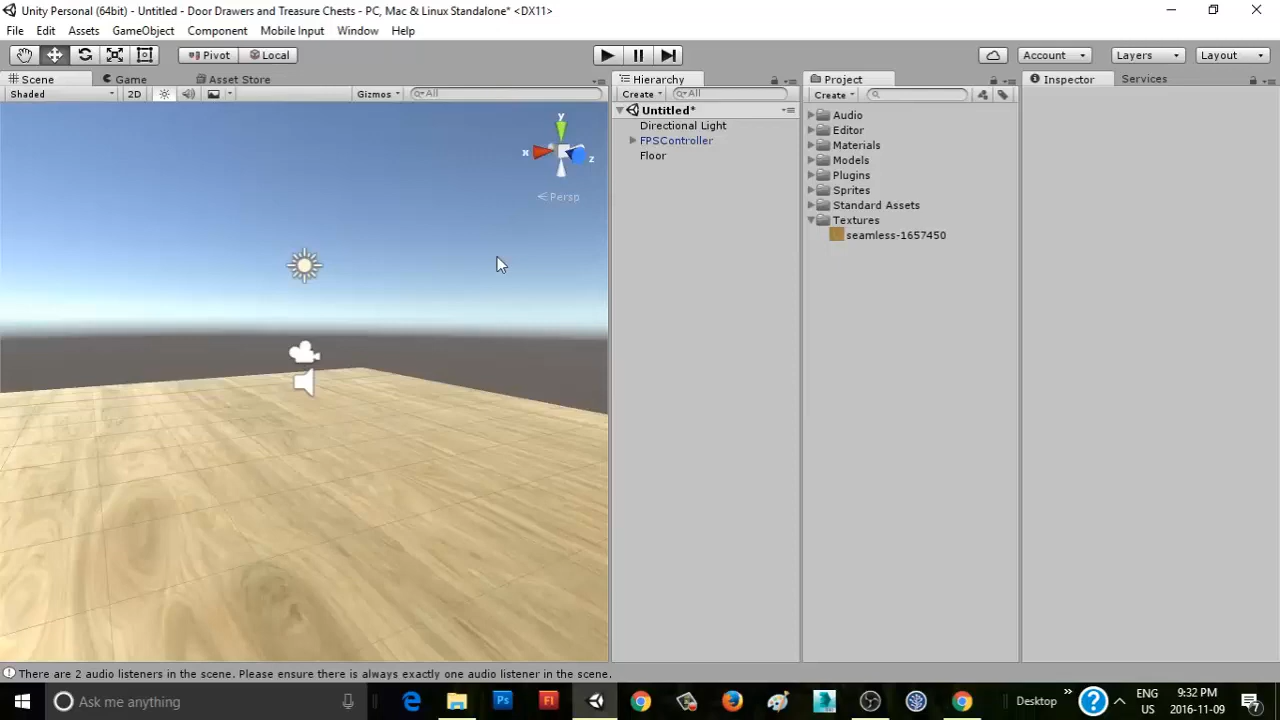 Unity Personal (64bit) - Untitled - Door Drawers and Treasure Chests - PC, Mac & Linux Standalone* <DX11>
File Edit Assets GameObject Component Mobile Input Window Help
Pivot Local Account Layers Layout
Scene Game Asset Store Hierarchy Project Inspector Services
Shaded 2D Gizmos All Create All Create
Untitled*
Directional Light
FPSController
Floor
Audio
Editor
Materials
Models
Plugins
Sprites
Standard Assets
Textures
seamless-1657450
y
x
z
Persp
There are 2 audio listeners in the scene. Please ensure there is always exactly one audio listener in the scene.
Ask me anything Ps Fl Desktop » ? ENG 9:32 PM
US 2016-11-09 7